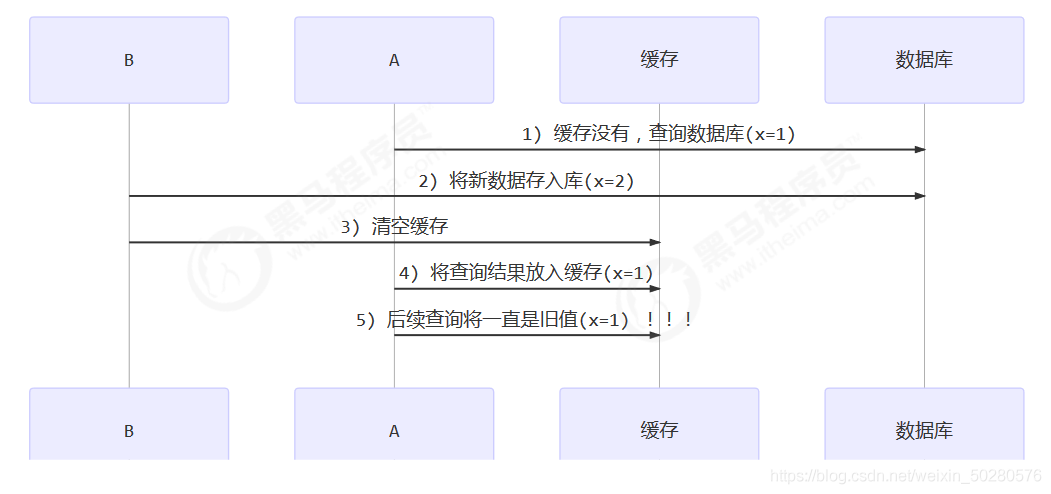 B
A
缓存
数据库
1) 缓存没有，查询数据库(x=1)
2) 将新数据存入库(x=2)
3) 清空缓存
4) 将查询结果放入缓存(x=1)
5) 后续查询将一直是旧值(x=1) ！！！
B
A
缓存
数据库
黑马程序员™
www.itheima.com
黑马程序员™
www.itheima.com
https://blog.csdn.net/weixin_50280576